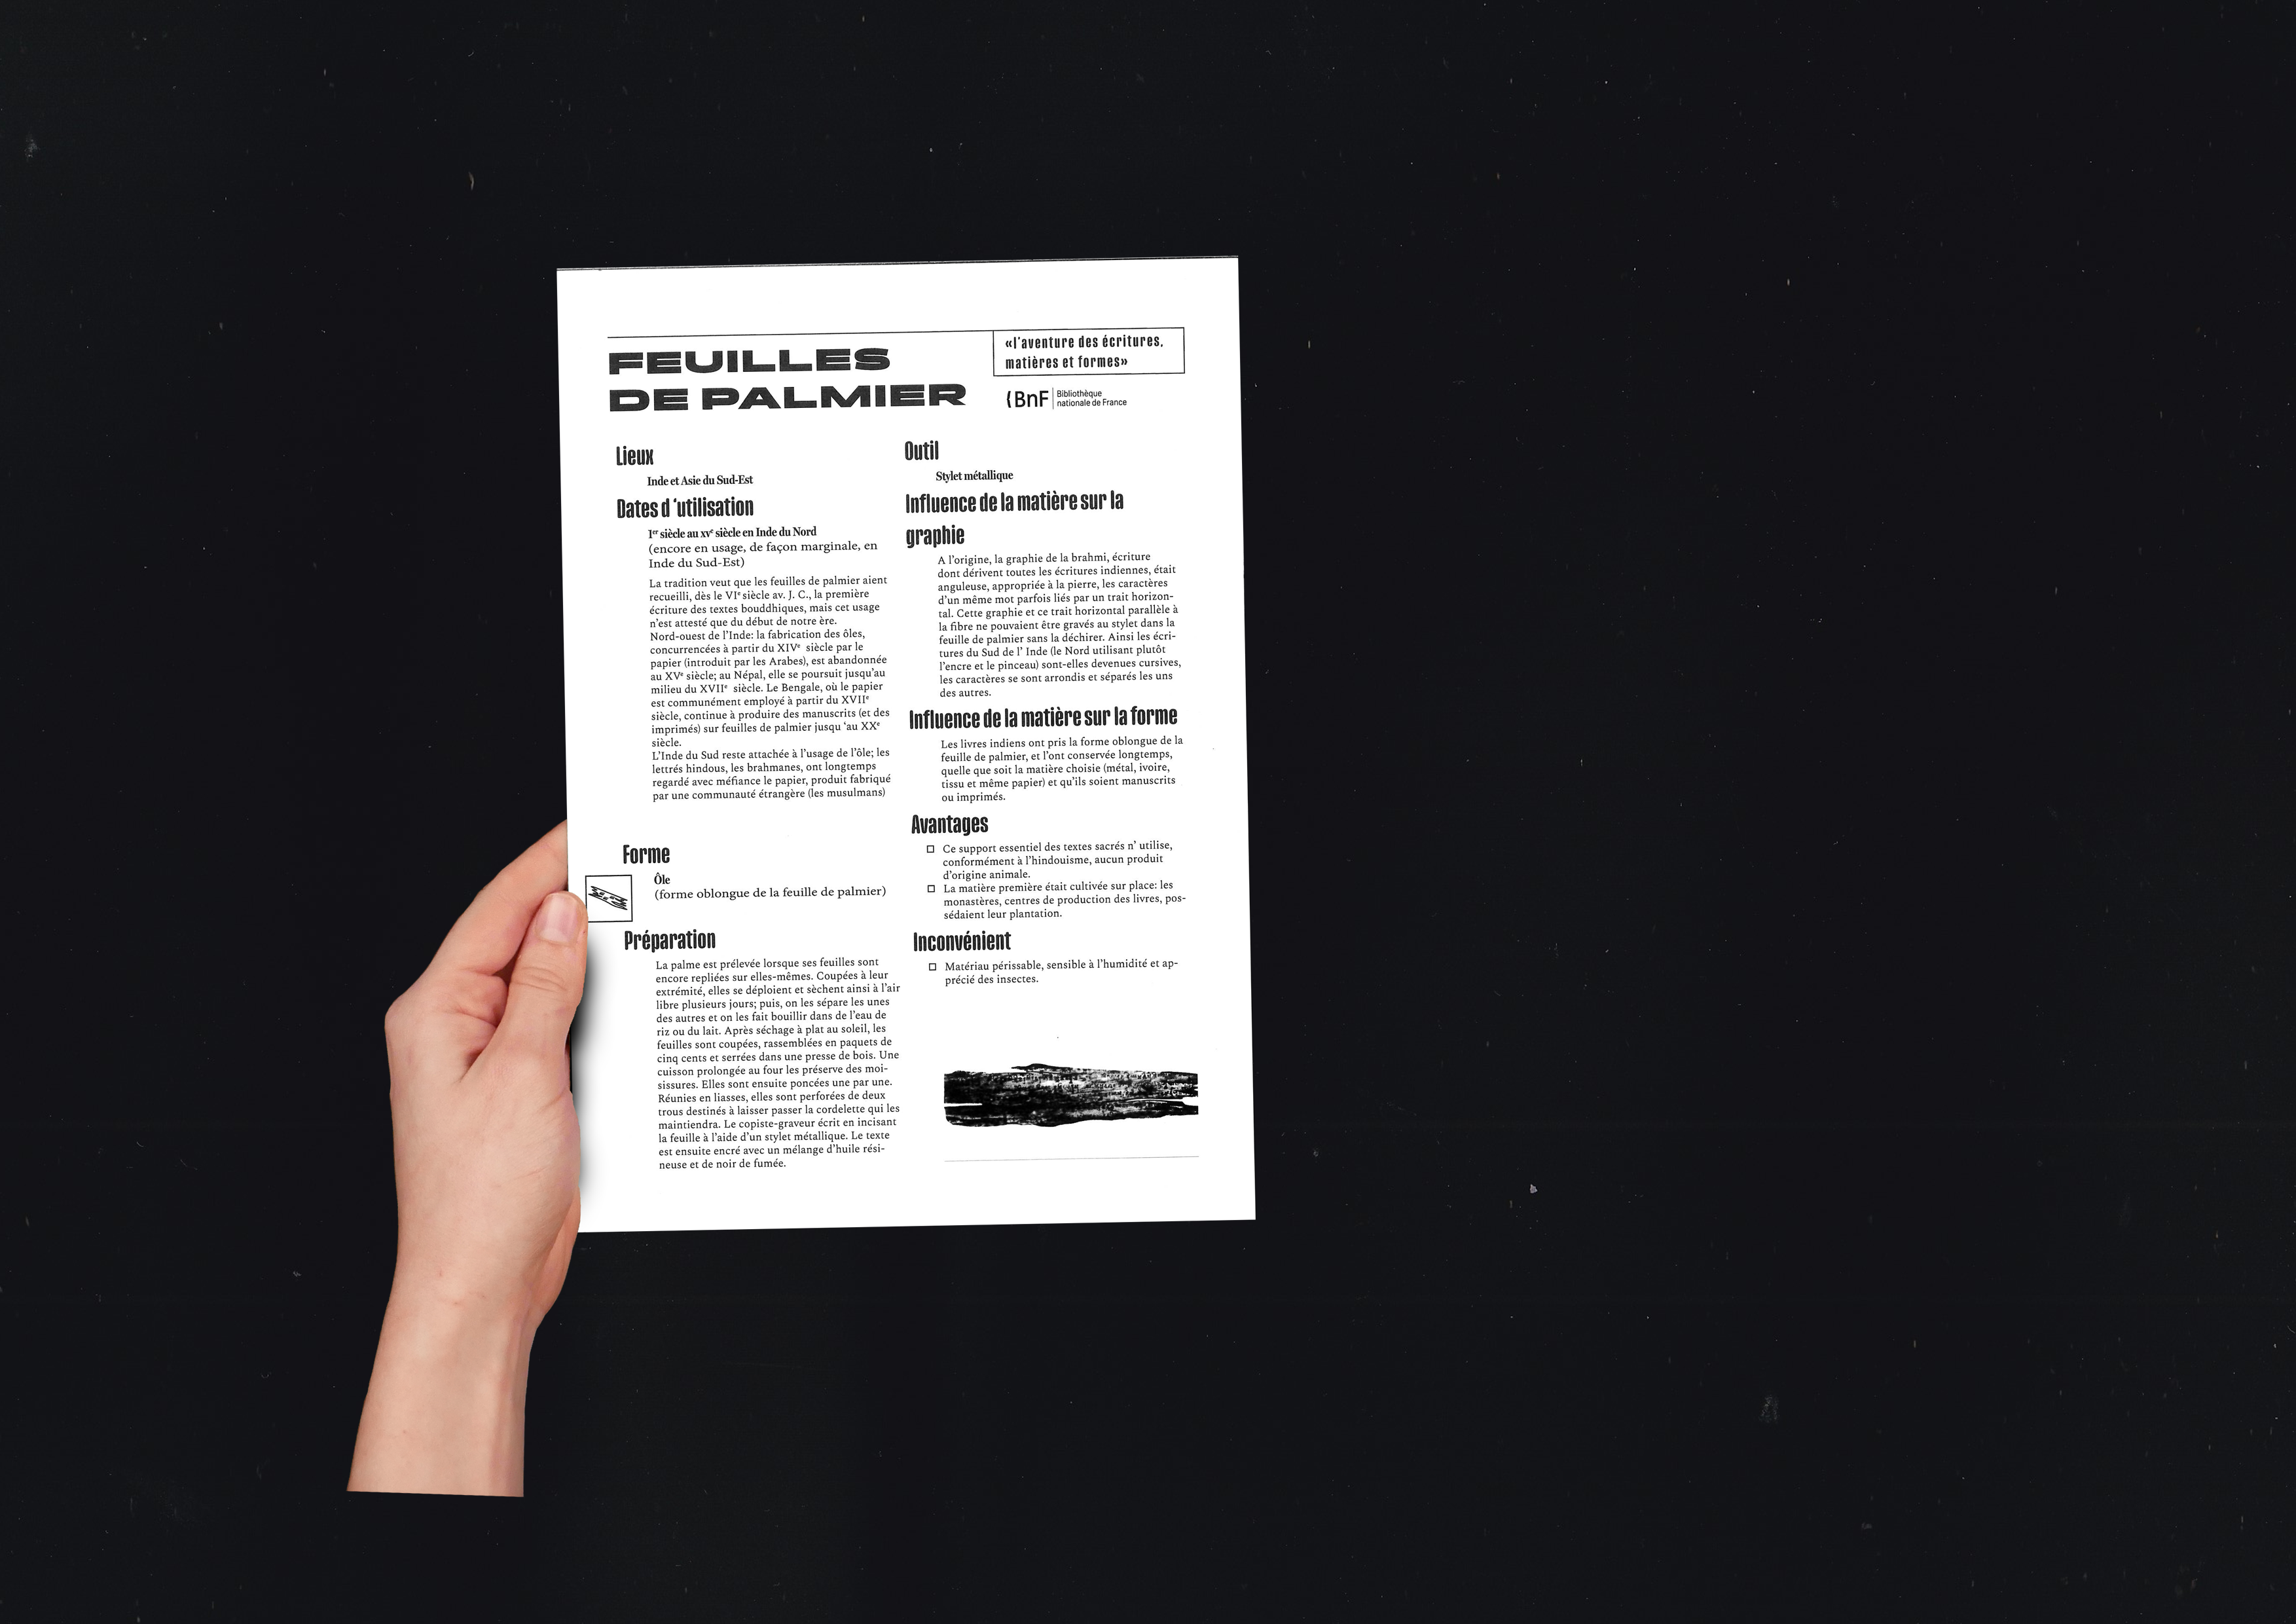 FEUILLES
DE PALMIER
«l'aventure des écritures,
matières et formes»
BnF Bibliothèque
nationale de France
Lieux
Inde et Asie du Sud-Est
Dates d 'utilisation
1er siècle au xve siècle en Inde du Nord
(encore en usage, de façon marginale, en
Inde du Sud-Est)
La tradition veut que les feuilles de palmier aient
recueilli, dès le VIe siècle av. J. C., la première
écriture des textes bouddhiques, mais cet usage
n'est attesté que du début de notre ère.
Nord-ouest de l'Inde: la fabrication des ôles,
concurrencées à partir du XIVe siècle par le
papier (introduit par les Arabes), est abandonnée
au XVe siècle; au Népal, elle se poursuit jusqu'au
milieu du XVIIe siècle. Le Bengale, où le papier
est communément employé à partir du XVIIe
siècle, continue à produire des manuscrits (et des
imprimés) sur feuilles de palmier jusqu 'au XXe
siècle.
L'Inde du Sud reste attachée à l'usage de l'ôle; les
lettrés hindous, les brahmanes, ont longtemps
regardé avec méfiance le papier, produit fabriqué
par une communauté étrangère (les musulmans)
Forme
Ôle
(forme oblongue de la feuille de palmier)
Préparation
La palme est prélevée lorsque ses feuilles sont
encore repliées sur elles-mêmes. Coupées à leur
extrémité, elles se déploient et sèchent ainsi à l'air
libre plusieurs jours; puis, on les sépare les unes
des autres et on les fait bouillir dans de l'eau de
riz ou du lait. Après séchage à plat au soleil, les
feuilles sont coupées, rassemblées en paquets de
cinq cents et serrées dans une presse de bois. Une
cuisson prolongée au four les préserve des moi-
sissures. Elles sont ensuite poncées une par une.
Réunies en liasses, elles sont perforées de deux
trous destinés à laisser passer la cordelette qui les
maintiendra. Le copiste-graveur écrit en incisant
la feuille à l'aide d'un stylet métallique. Le texte
est ensuite encré avec un mélange d'huile rési-
neuse et de noir de fumée.
Outil
Stylet métallique
Influence de la matière sur la
graphie
A l'origine, la graphie de la brahmi, écriture
dont dérivent toutes les écritures indiennes, était
anguleuse, appropriée à la pierre, les caractères
d'un même mot parfois liés par un trait horizon-
tal. Cette graphie et ce trait horizontal parallèle à
la fibre ne pouvaient être gravés au stylet dans la
feuille de palmier sans la déchirer. Ainsi les écri-
tures du Sud de l' Inde (le Nord utilisant plutôt
l'encre et le pinceau) sont-elles devenues cursives,
les caractères se sont arrondis et séparés les uns
des autres.
Influence de la matière sur la forme
Les livres indiens ont pris la forme oblongue de la
feuille de palmier, et l'ont conservée longtemps,
quelle que soit la matière choisie (métal, ivoire,
tissu et même papier) et qu'ils soient manuscrits
ou imprimés.
Avantages
Ce support essentiel des textes sacrés n' utilise,
conformément à l'hindouisme, aucun produit
d'origine animale.
La matière première était cultivée sur place: les
monastères, centres de production des livres, pos-
sédaient leur plantation.
Inconvénient
Matériau périssable, sensible à l'humidité et ap-
précié des insectes.